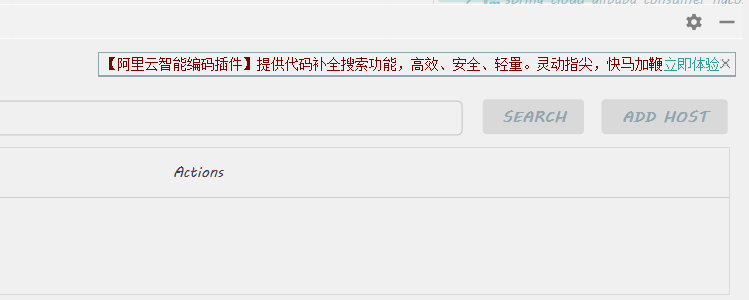 spring-cloud-alibaba-consumer-naco
【阿里云智能编码插件】提供代码补全搜索功能，高效、安全、轻量。灵动指尖，快马加鞭立即体验
SEARCH
ADD HOST
Actions